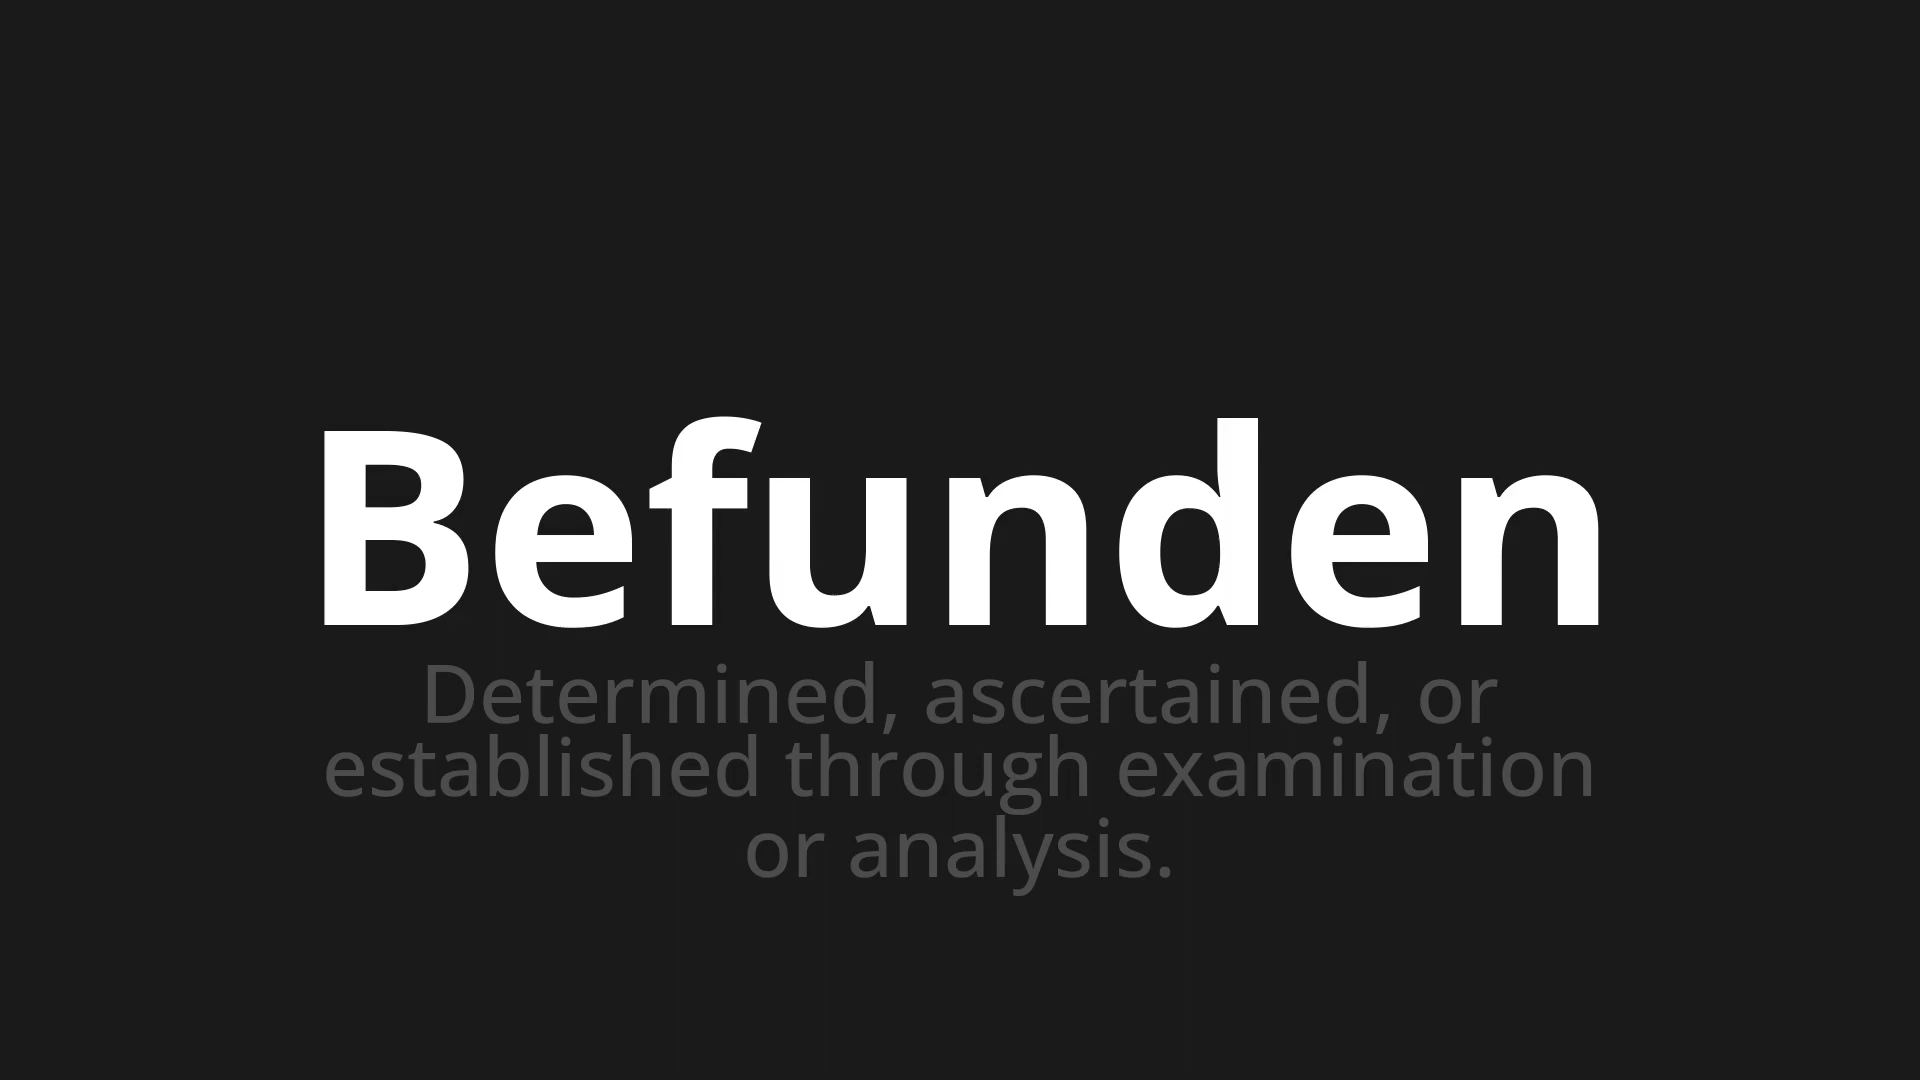 Befunden
Determined, ascertained, or
established through examination
or analysis.